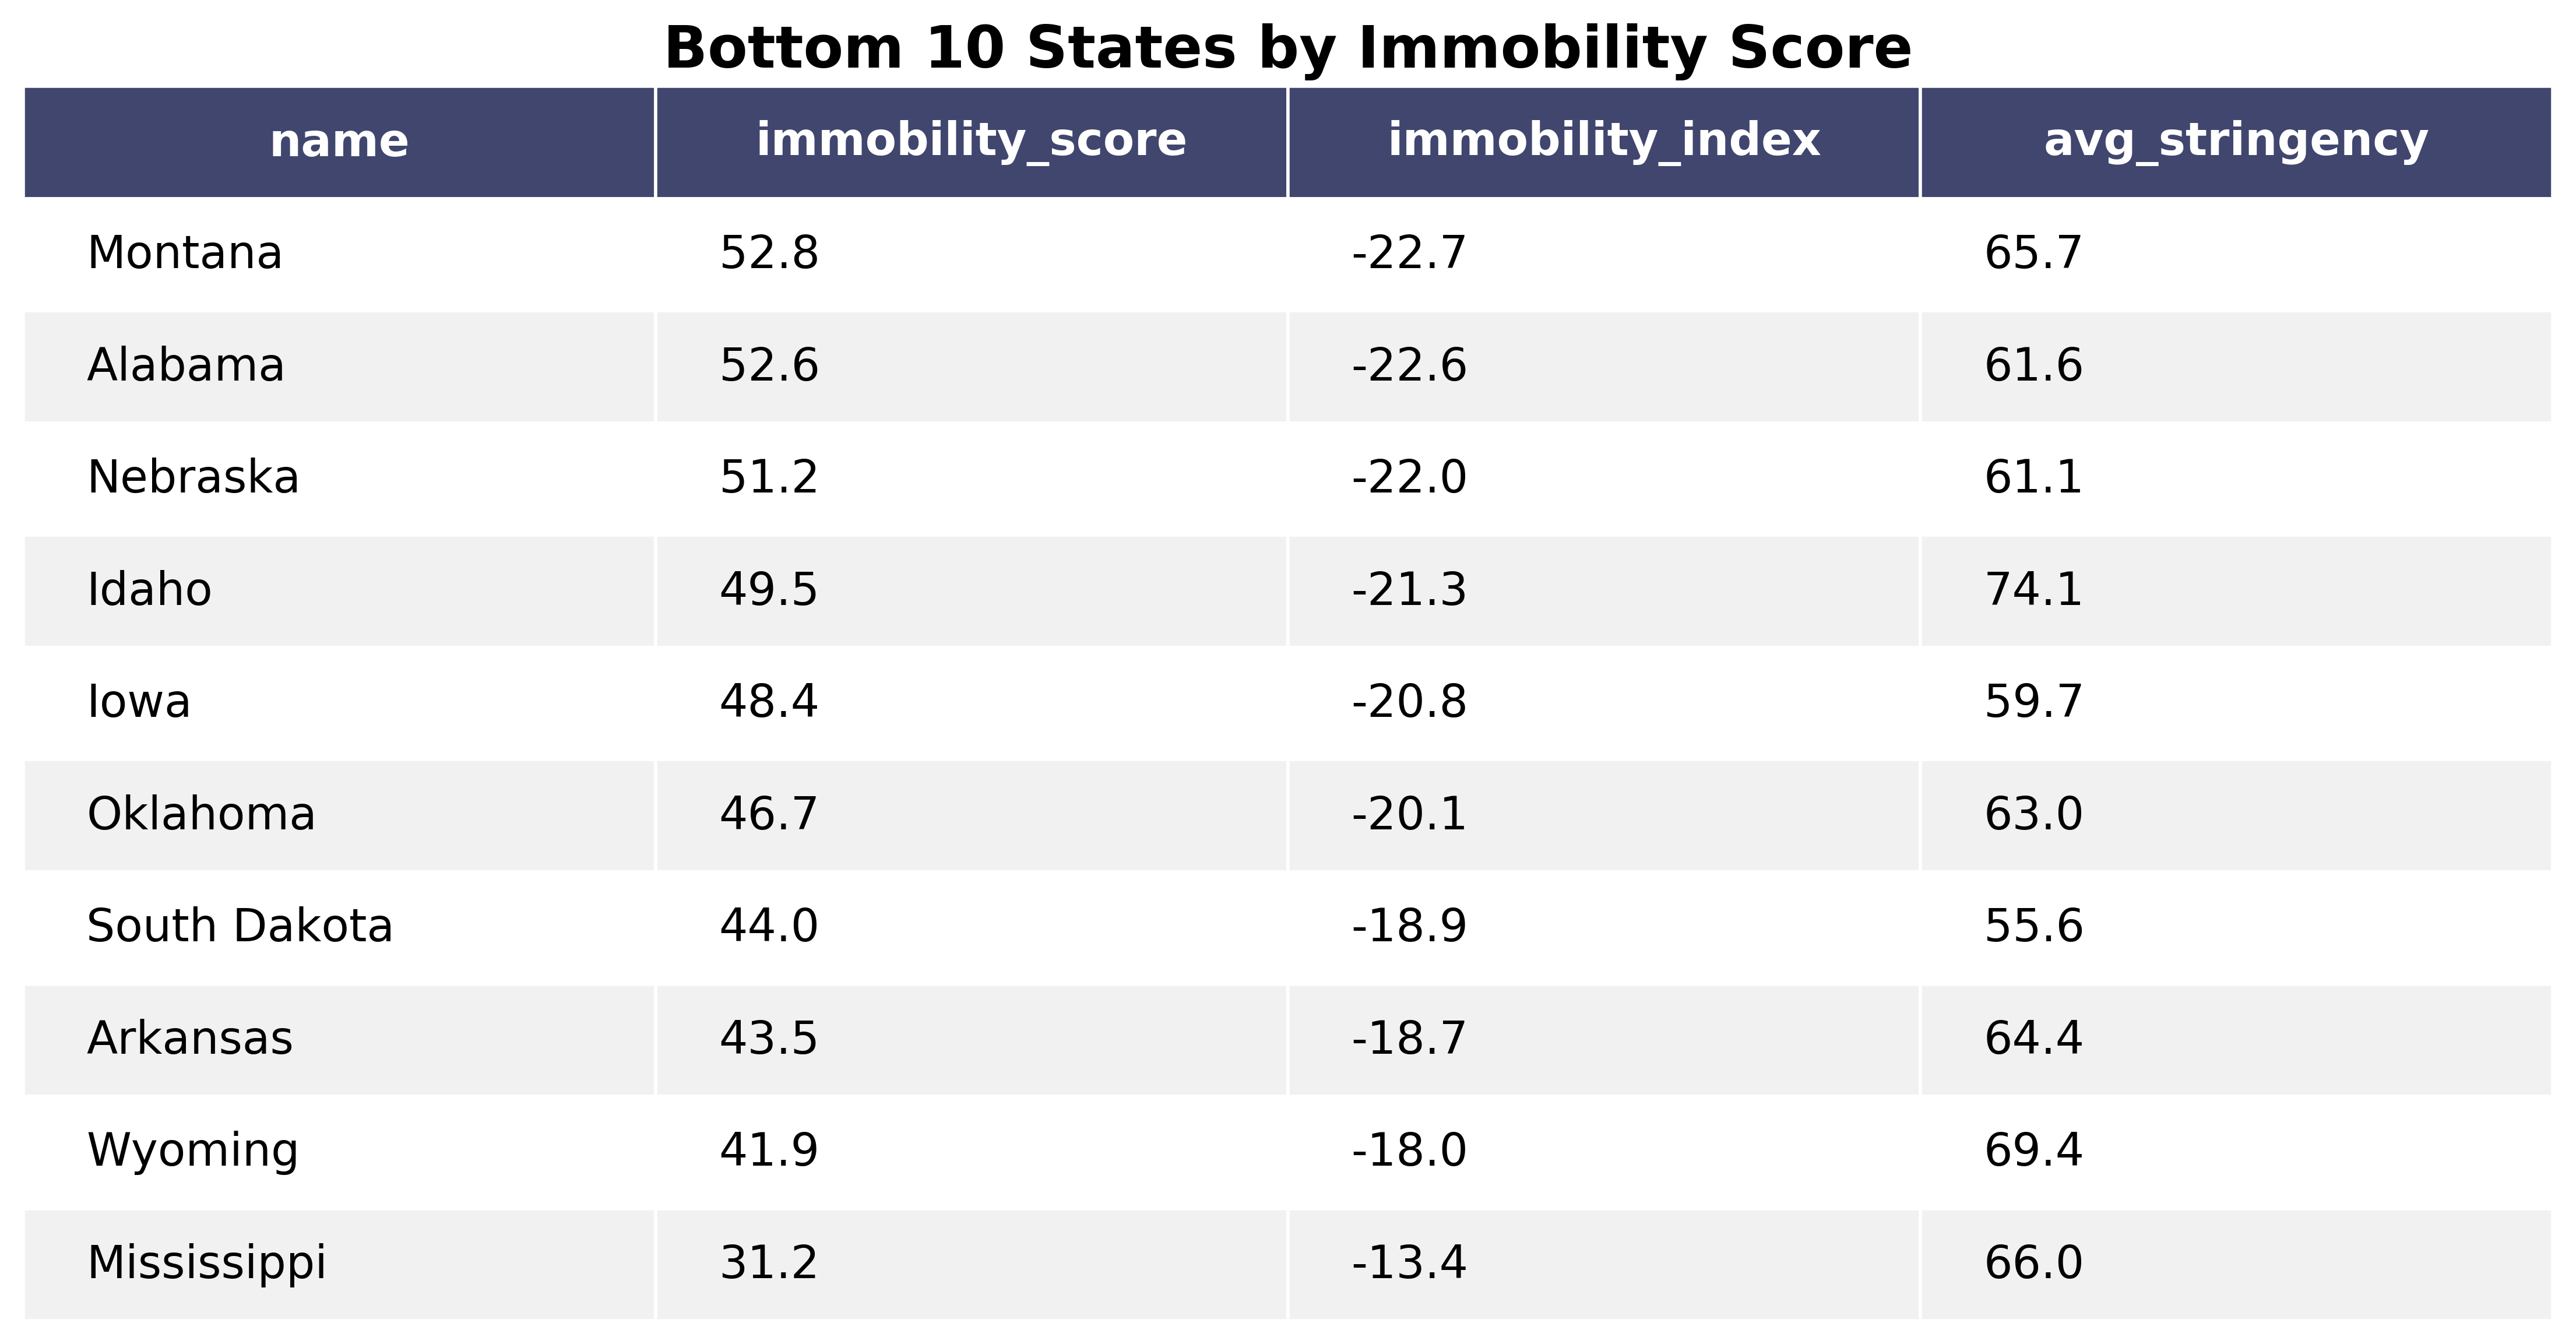 Bottom 10 States by Immobility Score
name immobility_score immobility_index avg_stringency
Montana 52.8 -22.7 65.7
Alabama 52.6 -22.6 61.6
Nebraska 51.2 -22.0 61.1
Idaho 49.5 -21.3 74.1
Iowa 48.4 -20.8 59.7
Oklahoma 46.7 -20.1 63.0
South Dakota 44.0 -18.9 55.6
Arkansas 43.5 -18.7 64.4
Wyoming 41.9 -18.0 69.4
Mississippi 31.2 -13.4 66.0